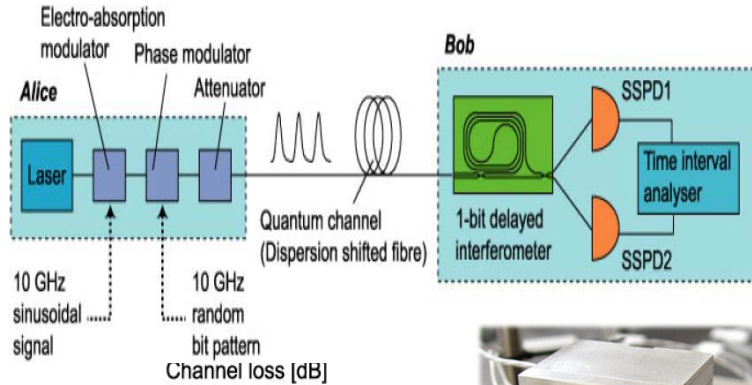 Electro-absorption
modulator
Phase modulator
Attenuator
Alice
Laser
10 GHz
sinusoidal
signal
10 GHz
random
bit pattern
Quantum channel
(Dispersion shifted fibre)
Bob
SSPD1
1-bit delayed
interferometer
Time interval
analyser
SSPD2
Channel loss [dB]